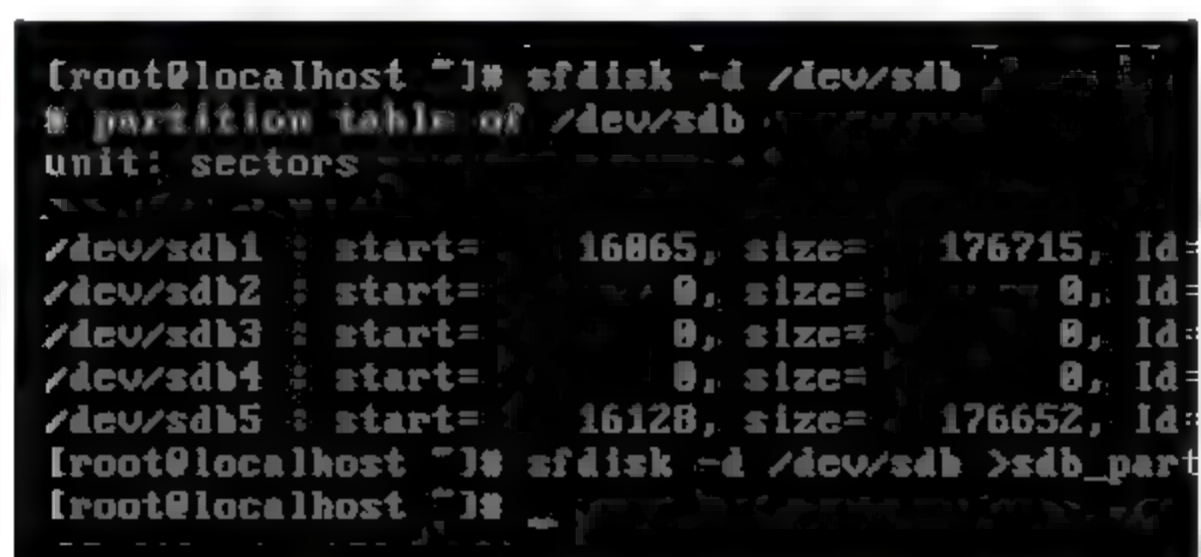 [root@localhost ~]# sfdisk -d /dev/sdb
# partition table of /dev/sdb
unit: sectors
/dev/sdb1 : start=    16065, size=   176715, Id=
/dev/sdb2 : start=        0, size=        0, Id=
/dev/sdb3 : start=        0, size=        0, Id=
/dev/sdb4 : start=        0, size=        0, Id=
/dev/sdb5 : start=    16128, size=   176652, Id=
[root@localhost ~]# sfdisk -d /dev/sdb >sdb_part
[root@localhost ~]# _